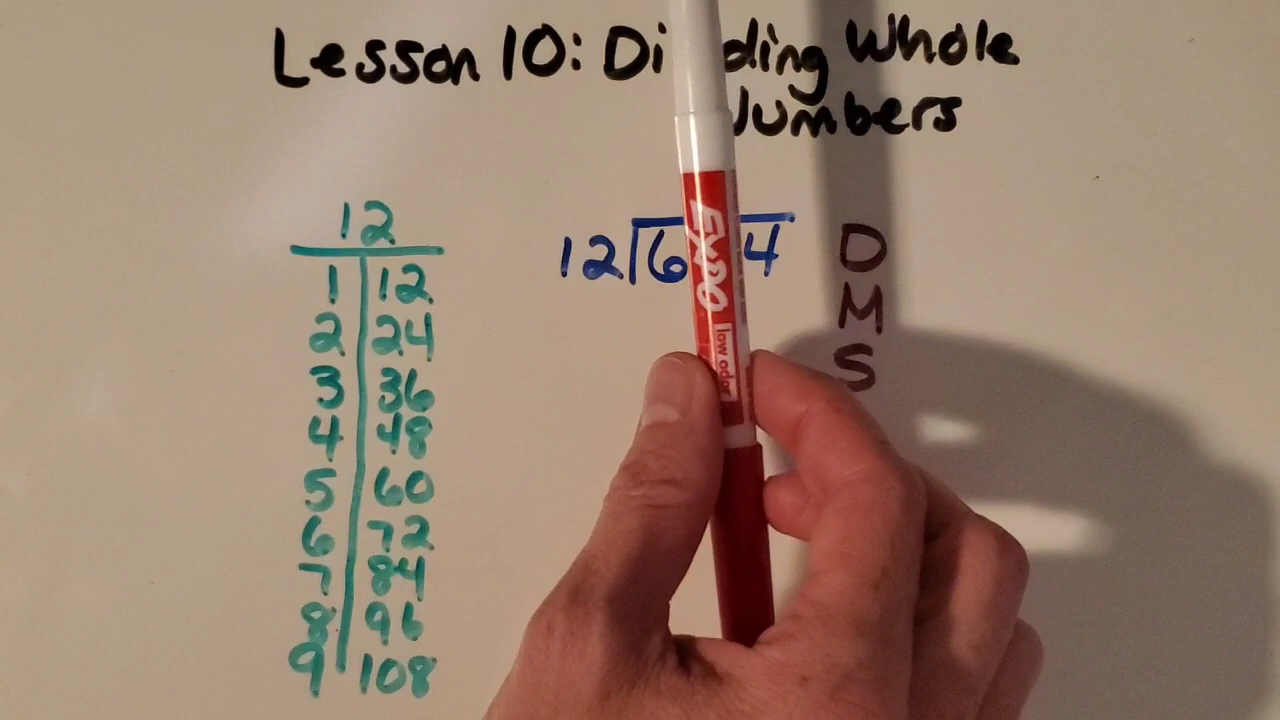 Lesson 10: Di ding Whole
umbers
12
1 12
2 24
3 36
4 48
5 60
6 72
7 84
8 96
9 108
12 6 4
D
M
S
EXPO
low odor